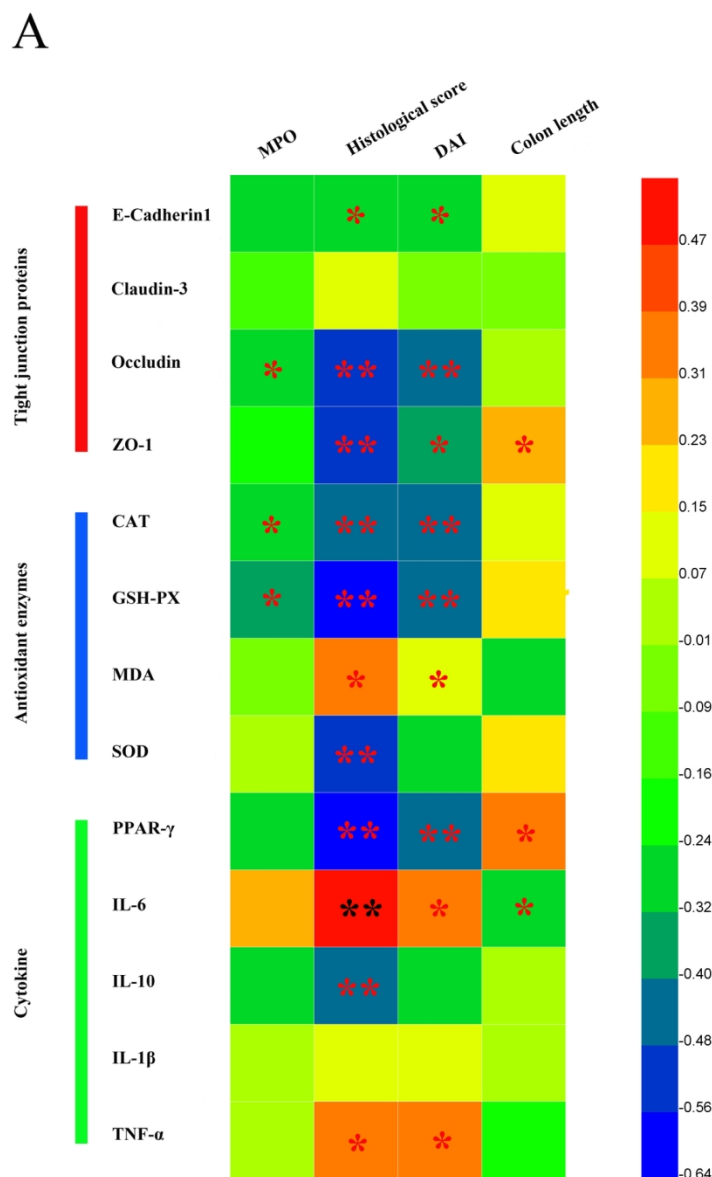 A
MPO
Histological score
DAI
Colon length
Tight junction proteins
E-Cadherin1
*
*
Claudin-3
Occludin
*
**
**
ZO-1
**
*
*
Antioxidant enzymes
CAT
*
**
**
GSH-PX
*
**
**
MDA
*
*
SOD
**
Cytokine
PPAR-γ
**
**
*
IL-6
**
*
*
IL-10
**
IL-1β
TNF-α
*
*
0.47
0.39
0.31
0.23
0.15
0.07
-0.01
-0.09
-0.16
-0.24
-0.32
-0.40
-0.48
-0.56
-0.64